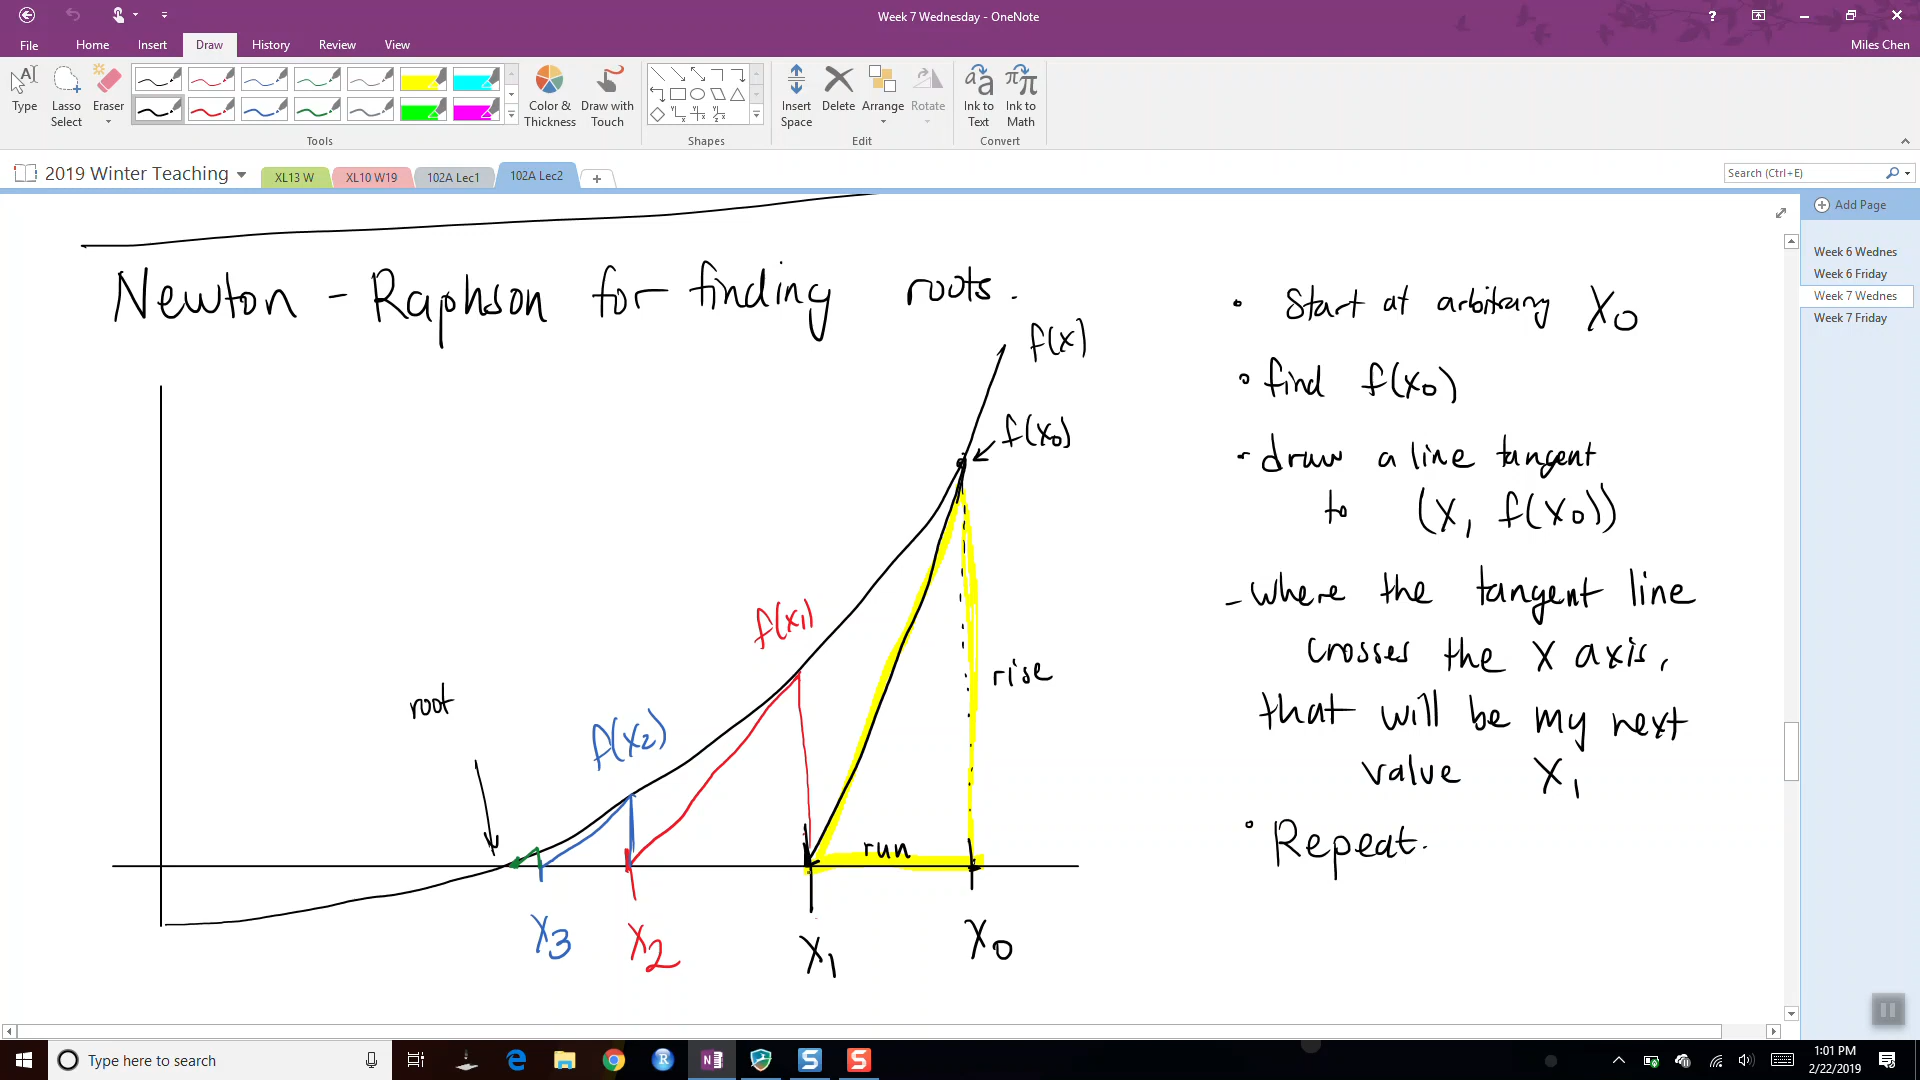 Week 7 Wednesday - OneNote
File
Home
Insert
Draw
History
Review
View
Miles Chen
Type
Lasso Select
Eraser
Color & Thickness
Draw with Touch
Insert Space
Delete
Arrange
Rotate
Ink to Text
Ink to Math
Tools
Shapes
Edit
Convert
2019 Winter Teaching
XL13 W
XL10 W19
102A Lec1
102A Lec2
Search (Ctrl+E)
Add Page
Week 6 Wednes
Week 6 Friday
Week 7 Wednes
Week 7 Friday
Newton - Raphson for finding roots.
f(x)
f(x0)
f(x1)
rise
root
f(x2)
run
X3
X2
X1
X0
• Start at arbitrary X0
• find f(x0)
- draw a line tangent
to (x, f(x0))
- where the tangent line
crosses the X axis,
that will be my next
value X1
• Repeat.
Type here to search
1:01 PM
2/22/2019